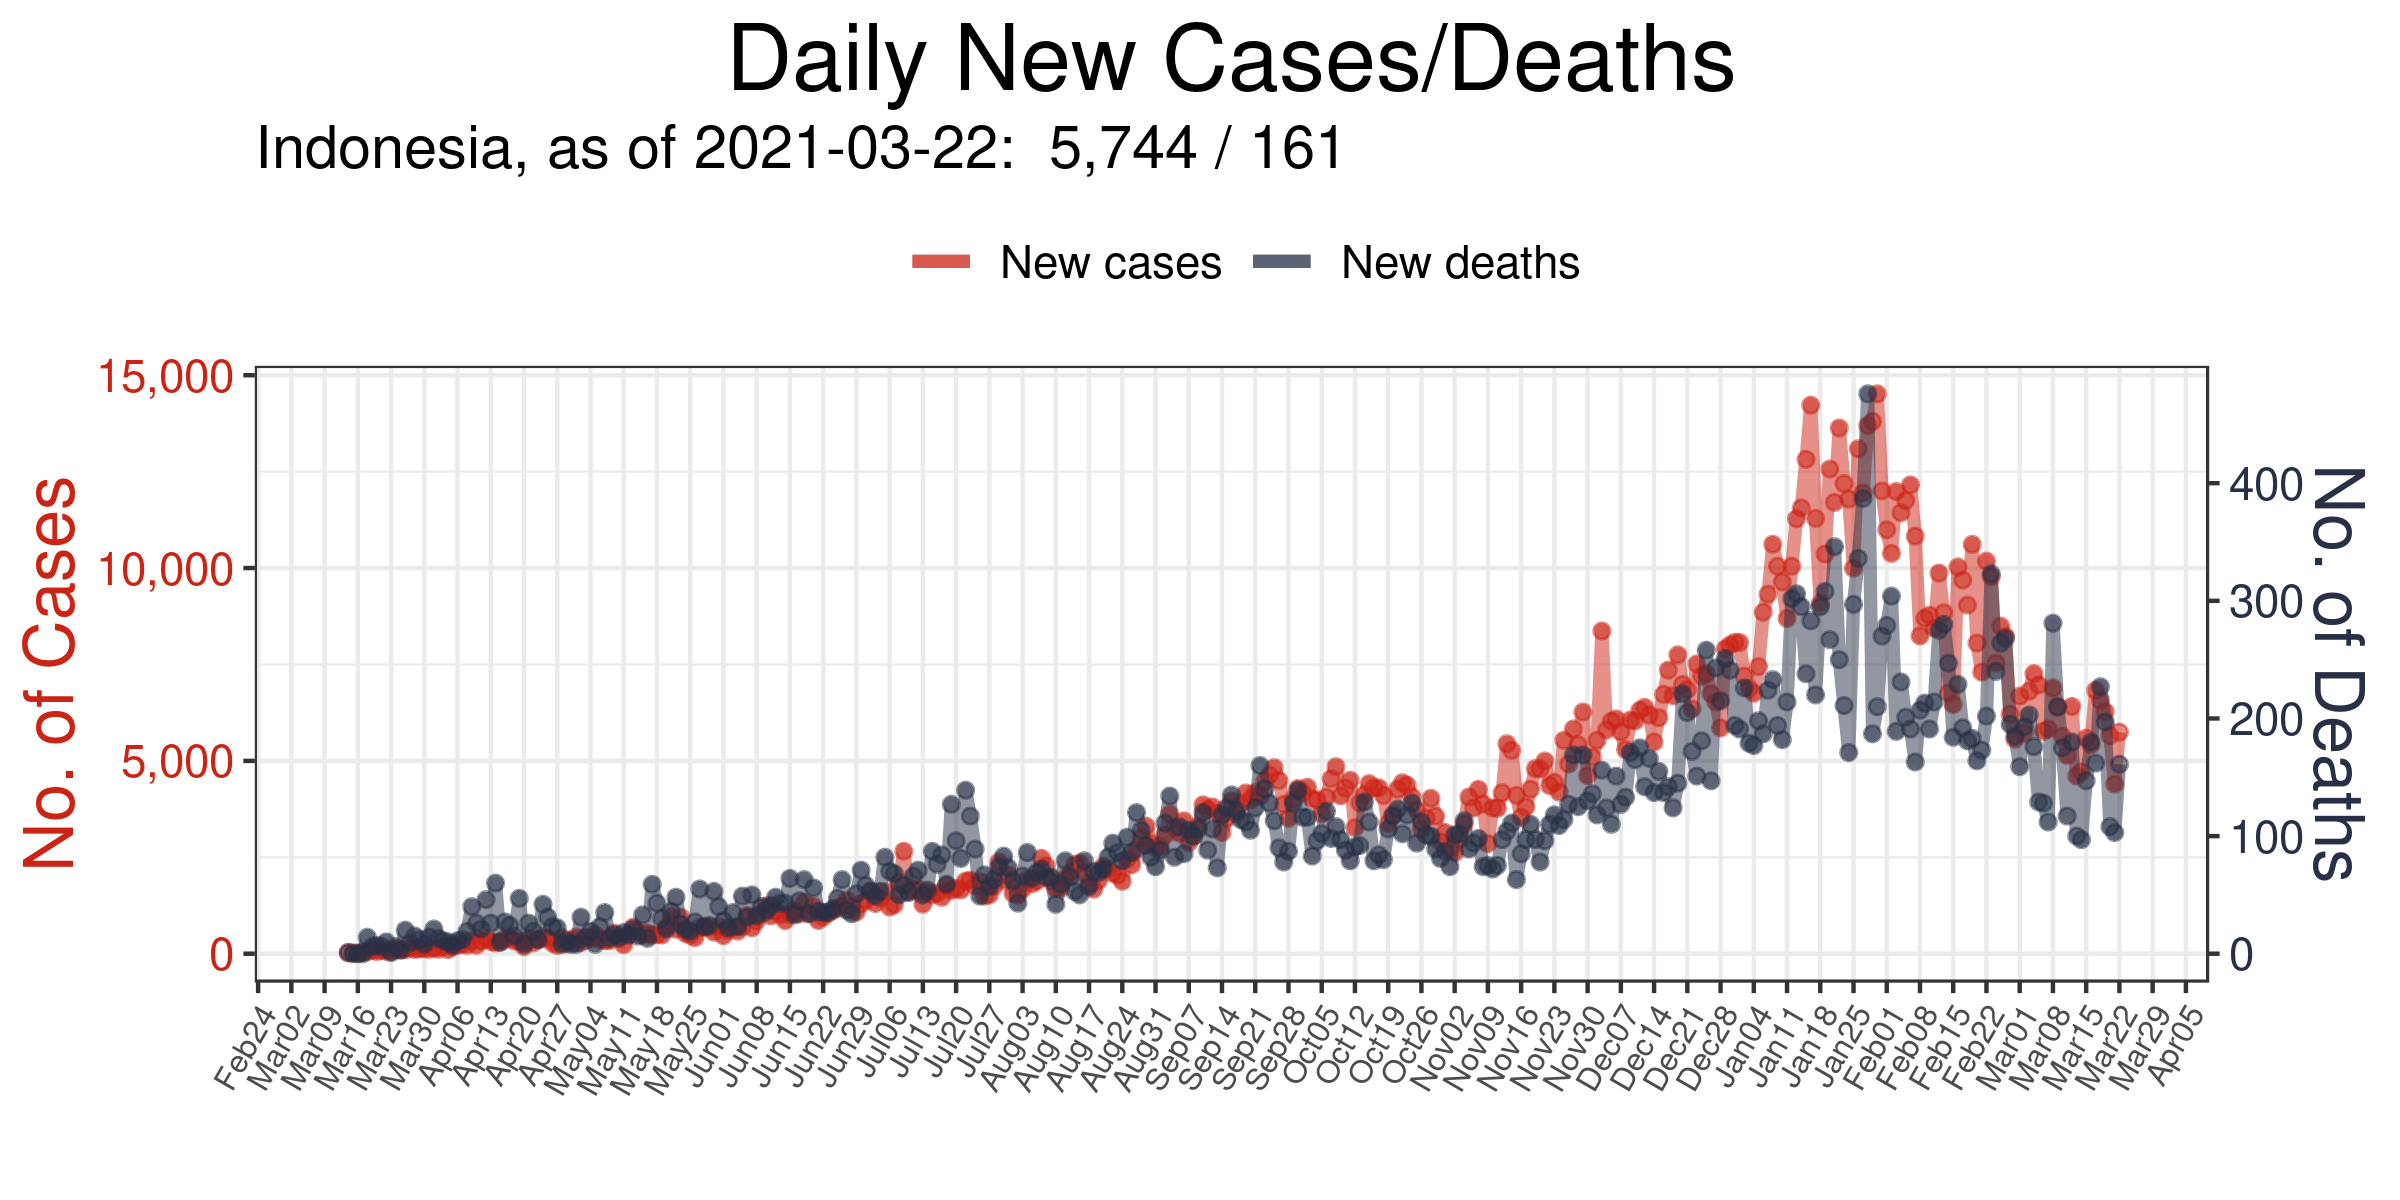 Daily New Cases/Deaths
Indonesia, as of 2021-03-22:  5,744 / 161
New cases
New deaths
No. of Cases
15,000
10,000
5,000
0
400
300
200
100
0
No. of Deaths
Feb24
Mar02
Mar09
Mar16
Mar23
Mar30
Apr06
Apr13
Apr20
Apr27
May04
May11
May18
May25
Jun01
Jun08
Jun15
Jun22
Jun29
Jul06
Jul13
Jul20
Jul27
Aug03
Aug10
Aug17
Aug24
Aug31
Sep07
Sep14
Sep21
Sep28
Oct05
Oct12
Oct19
Oct26
Nov02
Nov09
Nov16
Nov23
Nov30
Dec07
Dec14
Dec21
Dec28
Jan04
Jan11
Jan18
Jan25
Feb01
Feb08
Feb15
Feb22
Mar01
Mar08
Mar15
Mar22
Mar29
Apr05